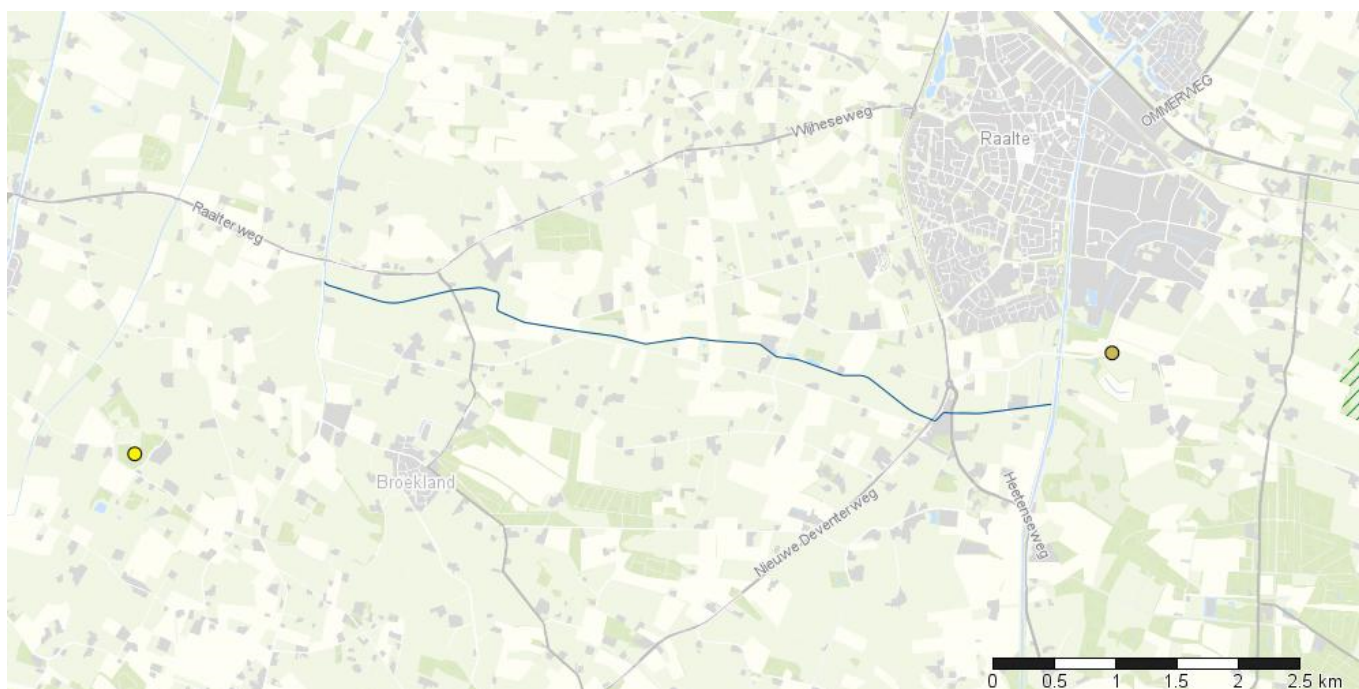 OMMERWEG
Wijheseweg
Raalte
Raalterweg
Broekland
Heetenseweg
Nieuwe Deventerweg
0 0.5 1 1.5 2 2.5 km